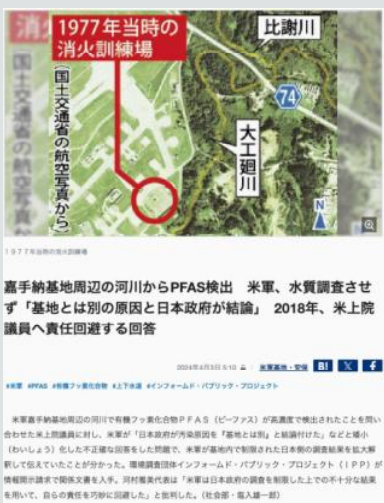 1977年当時の
消火訓練場
(国土交通省の航空写真から)
比謝川
74
大工廻川
N
1977年当時の消火訓練場
嘉手納基地周辺の河川からPFAS検出 米軍、水質調査させ
ず「基地とは別の原因と日本政府が結論」 2018年、米上院
議員へ責任回避する回答
2024年4月3日 5:10
米軍基地・安保
B!
X
f
#米軍 #PFAS #有機フッ素化合物 #上下水道 #インフォームド・パブリック・プロジェクト
米軍嘉手納基地周辺の河川で有機フッ素化合物PFAS(ピーファス)が高濃度で検出されたことを問い
合わせた米上院議員に対し、米軍が「日本政府が汚染原因を『基地とは別』と結論付けた」などと矮小
(わいしょう)化した不正確な回答をした問題で、米軍が基地内で制限された日本側の調査結果を拡大解
釈して伝えていたことが分かった。環境調査団体インフォームド・パブリック・プロジェクト(IPP)が
情報開示請求で関係文書を入手。河村雅美代表は「米軍は日本政府の調査を制限した上での不十分な結果
を用いて、自らの責任を巧妙に回避した」と批判した。(社会部・塩入雄一郎)